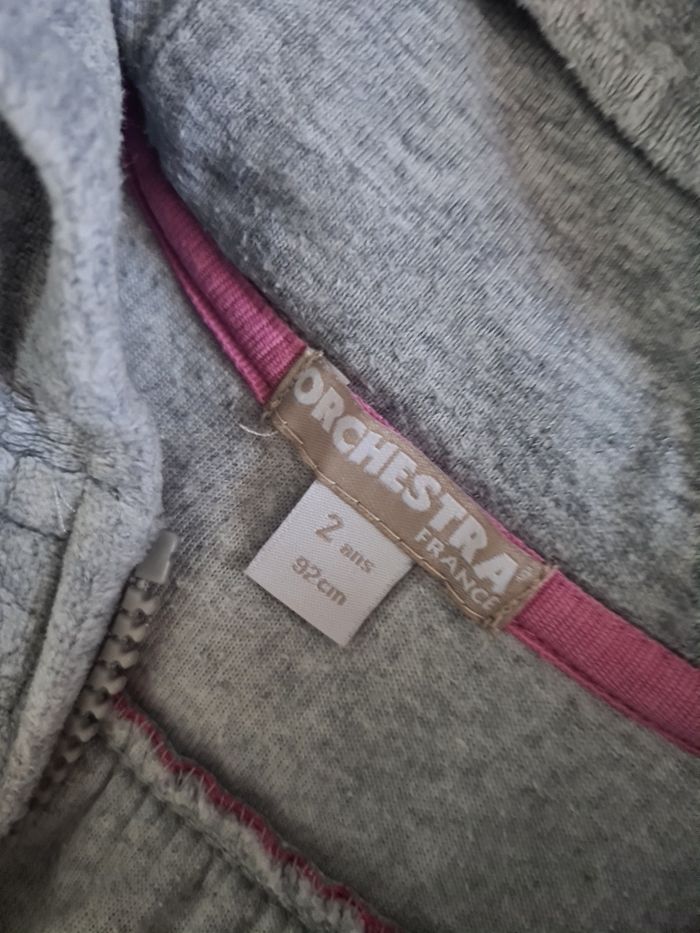 ORCHESTRA
FRANCE
2 ans
92cm